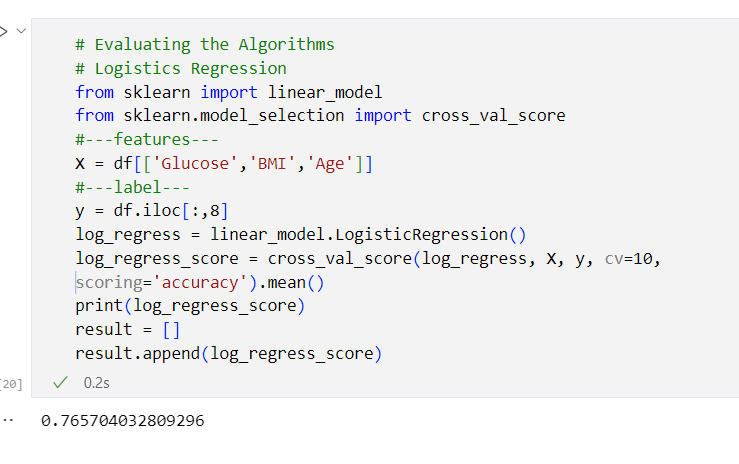 # Evaluating the Algorithms
# Logistics Regression
from sklearn import linear_model
from sklearn.model_selection import cross_val_score
#---features---
X = df[['Glucose','BMI','Age']]
#---label---
y = df.iloc[:,8]
log_regress = linear_model.LogisticRegression()
log_regress_score = cross_val_score(log_regress, X, y, cv=10,
scoring='accuracy').mean()
print(log_regress_score)
result = []
result.append(log_regress_score)
[20] ✓ 0.2s
0.765704032809296